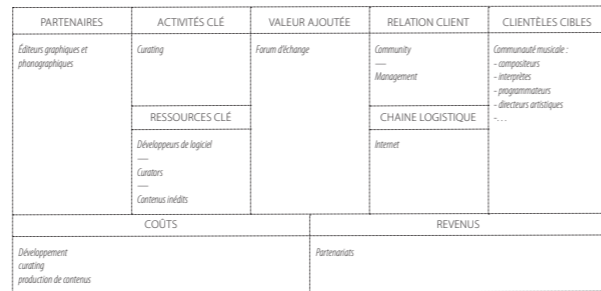 PARTENAIRES
Éditeurs graphiques et
phonographiques
ACTIVITÉS CLÉ
Curating
RESSOURCES CLÉ
Développeurs de logiciel
—
Curators
—
Contenus inédits
VALEUR AJOUTÉE
Forum d'échange
RELATION CLIENT
Community
—
Management
CHAINE LOGISTIQUE
Internet
CLIENTÈLES CIBLES
Communauté musicale :
- compositeurs
- interprètes
- programmateurs
- directeurs artistiques
-…
COÛTS
Développement
curating
production de contenus
REVENUS
Partenariats